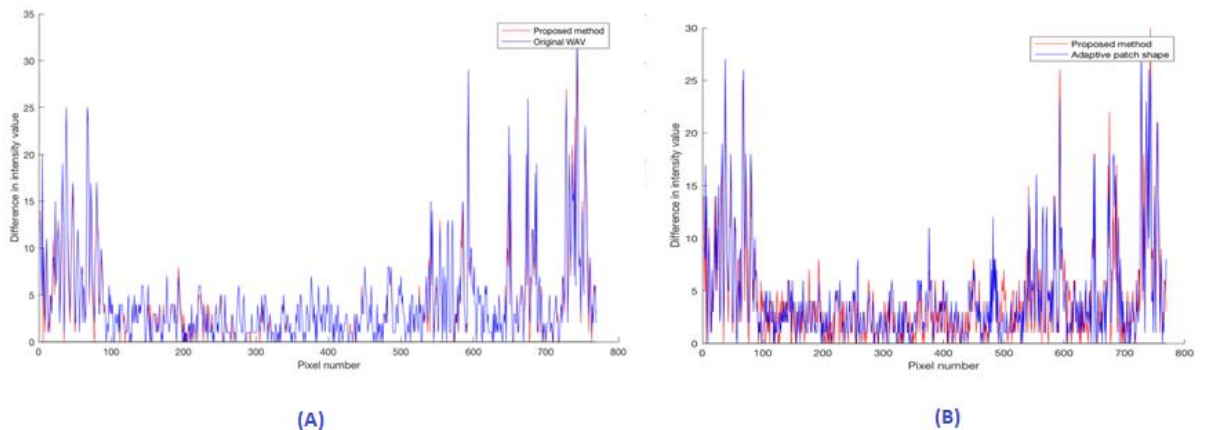 35
30
25
20
15
10
5
0
0 100 200 300 400 500 600 700 800
Difference in intensity value
Pixel number
Proposed method
Original WAV
(A)
30
25
20
15
10
5
0
0 100 200 300 400 500 600 700 800
Difference in intensity value
Pixel number
Proposed method
Adaptive patch shape
(B)